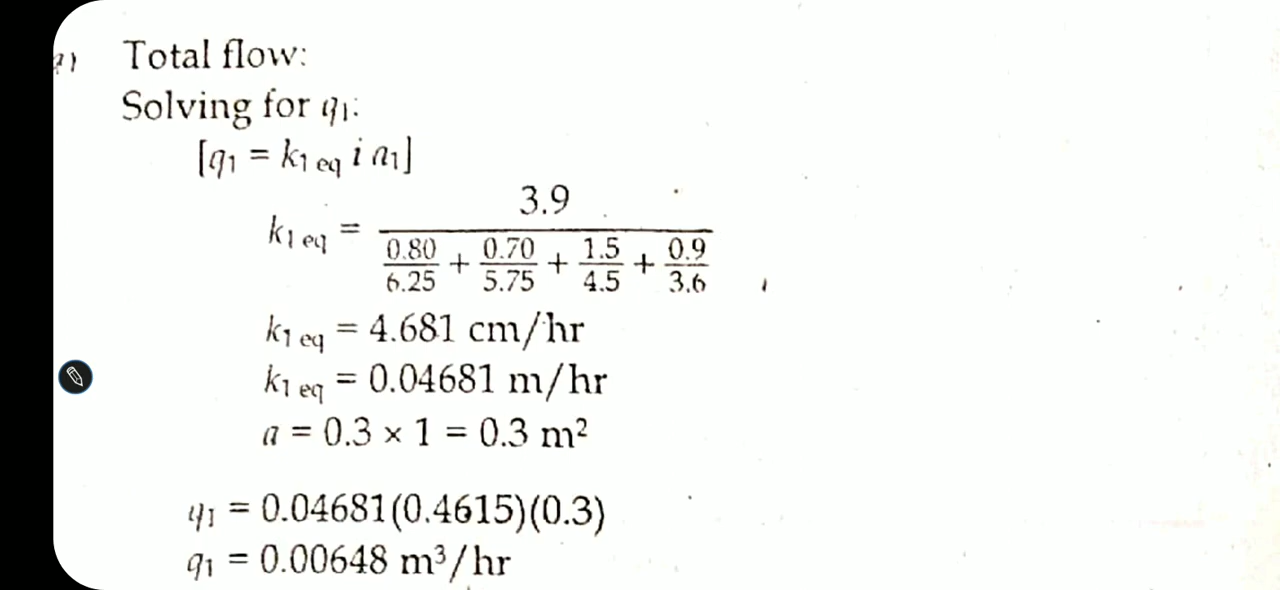 Total flow:
Solving for q₁:
[q₁ = k₁ eq i a₁]
k₁ eq = 3.9 / (0.80/6.25 + 0.70/5.75 + 1.5/4.5 + 0.9/3.6)
k₁ eq = 4.681 cm/hr
k₁ eq = 0.04681 m/hr
a = 0.3 × 1 = 0.3 m²
q₁ = 0.04681(0.4615)(0.3)
q₁ = 0.00648 m³/hr